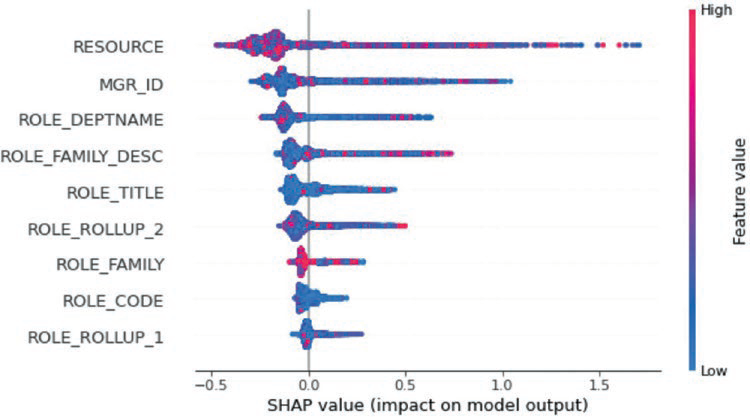 High
RESOURCE
MGR_ID
ROLE_DEPTNAME
ROLE_FAMILY_DESC
ROLE_TITLE
ROLE_ROLLUP_2
ROLE_FAMILY
ROLE_CODE
ROLE_ROLLUP_1
Feature value
Low
−0.5 0.0 0.5 1.0 1.5
SHAP value (impact on model output)